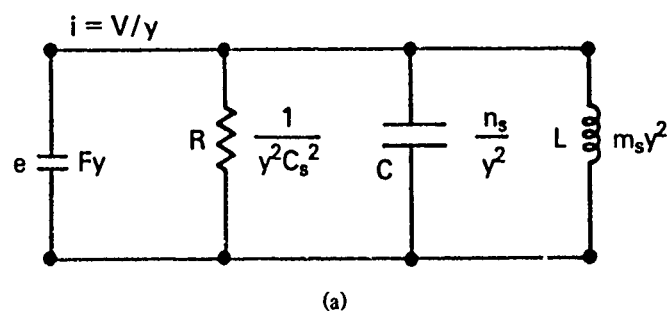 i = V/y
e
Fy
R
1
y²Cₛ²
C
nₛ
y²
L
mₛy²
(a)